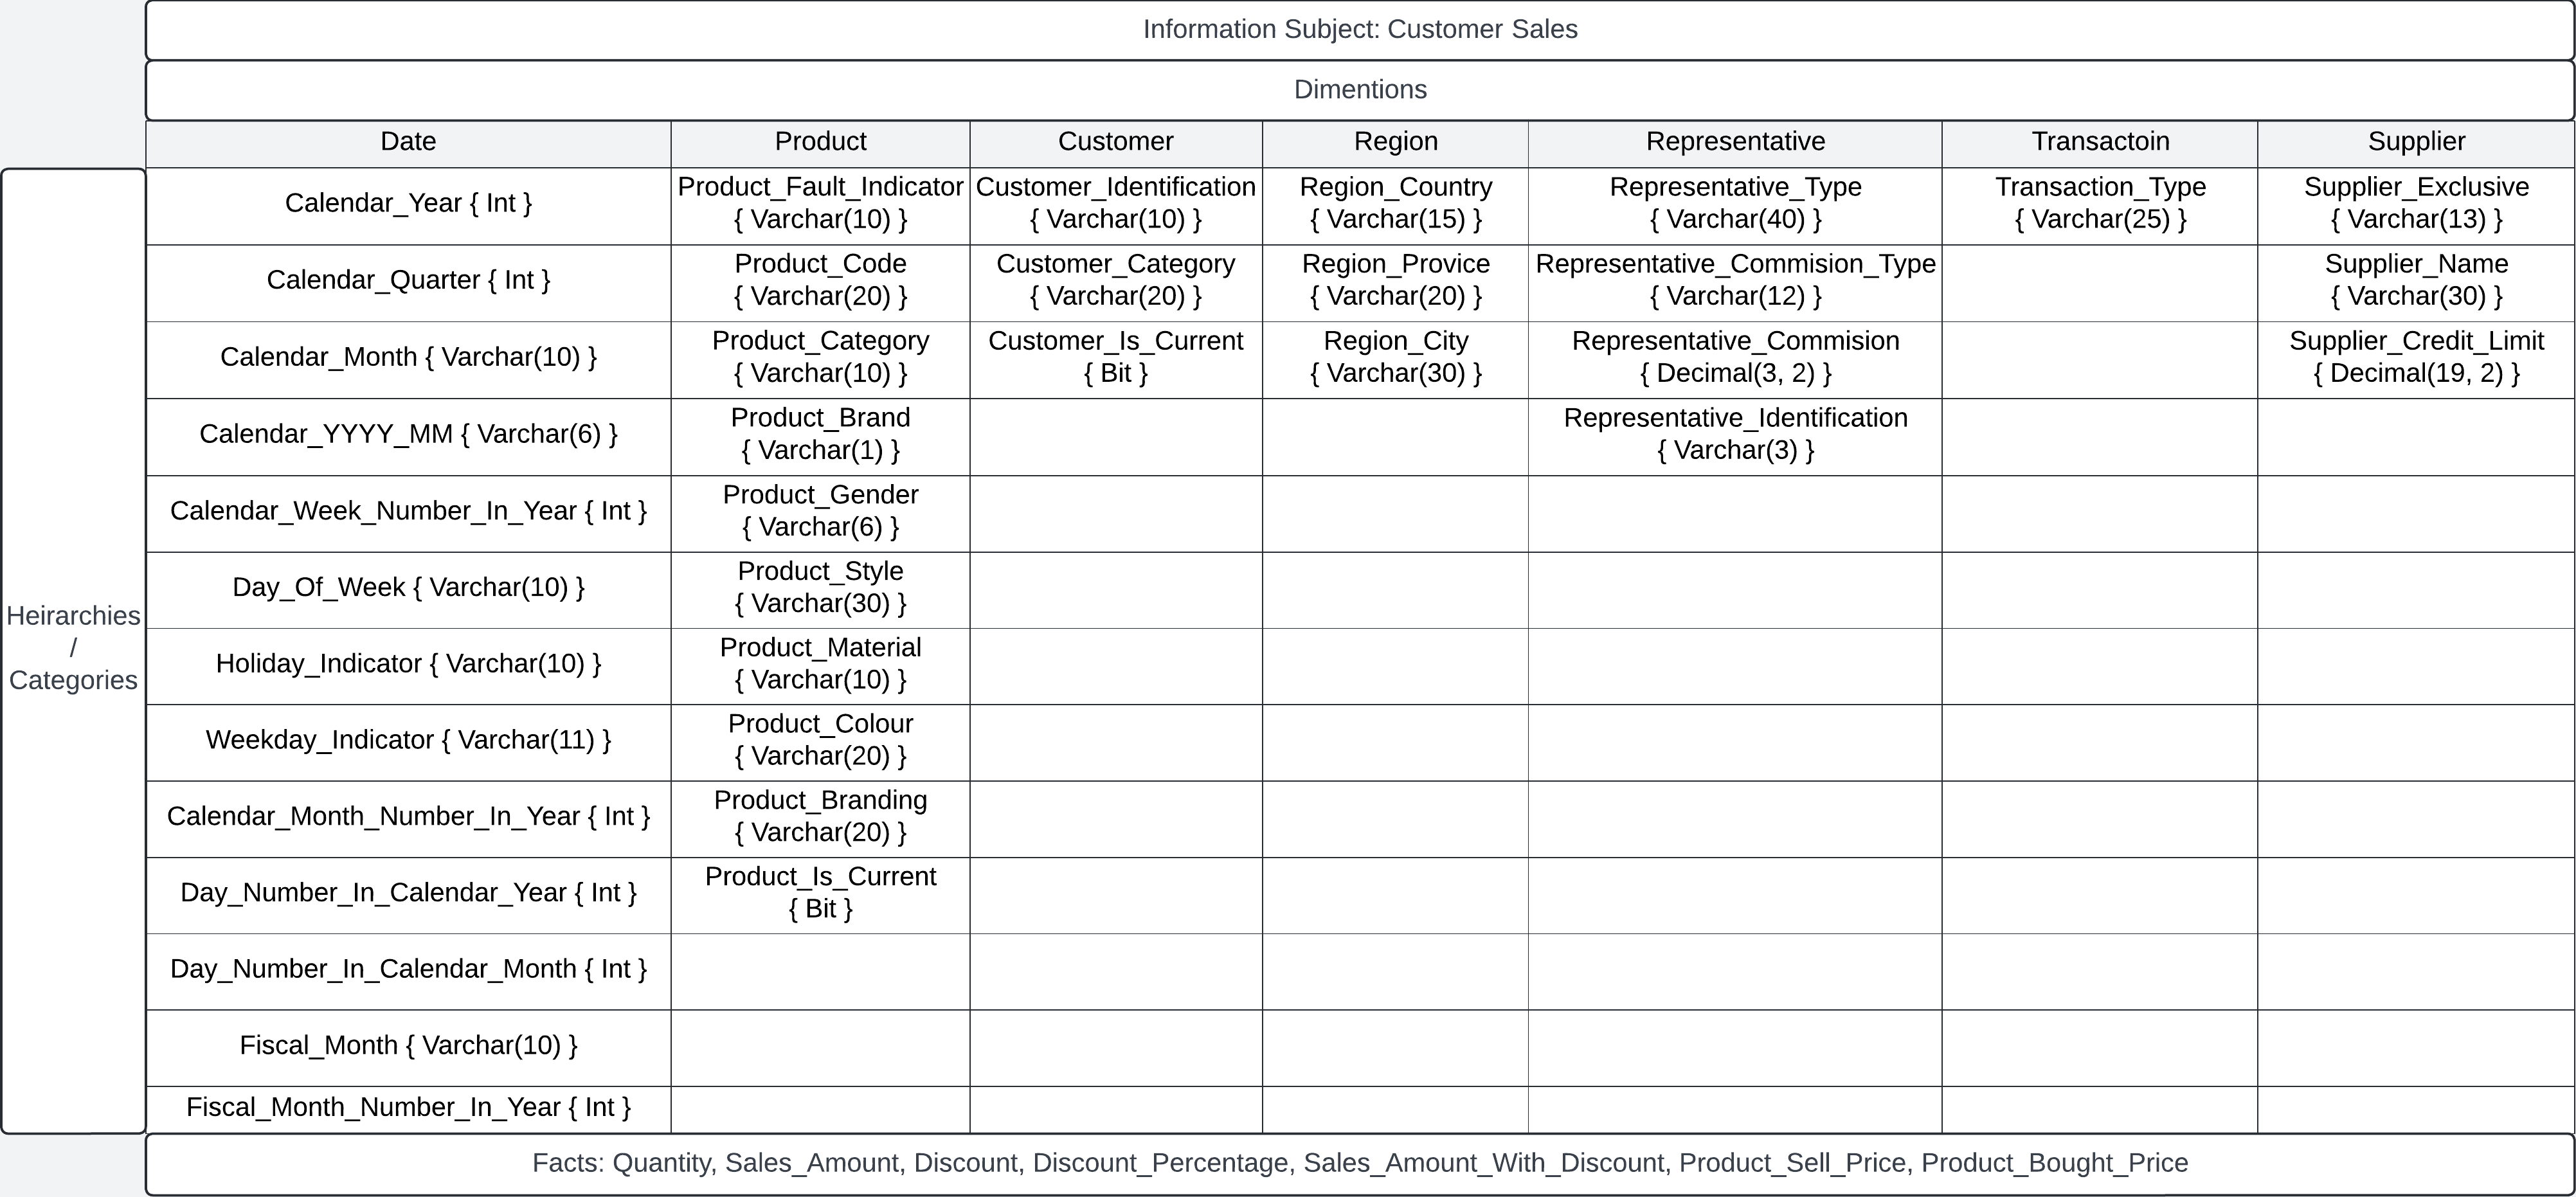 Information Subject: Customer Sales
Dimentions
Date Product Customer Region Representative Transactoin Supplier
Heirarchies
/
Categories
Calendar_Year { Int }
Product_Fault_Indicator
{ Varchar(10) }
Customer_Identification
{ Varchar(10) }
Region_Country
{ Varchar(15) }
Representative_Type
{ Varchar(40) }
Transaction_Type
{ Varchar(25) }
Supplier_Exclusive
{ Varchar(13) }
Calendar_Quarter { Int }
Product_Code
{ Varchar(20) }
Customer_Category
{ Varchar(20) }
Region_Provice
{ Varchar(20) }
Representative_Commision_Type
{ Varchar(12) }
Supplier_Name
{ Varchar(30) }
Calendar_Month { Varchar(10) }
Product_Category
{ Varchar(10) }
Customer_Is_Current
{ Bit }
Region_City
{ Varchar(30) }
Representative_Commision
{ Decimal(3, 2) }
Supplier_Credit_Limit
{ Decimal(19, 2) }
Calendar_YYYY_MM { Varchar(6) }
Product_Brand
{ Varchar(1) }
Representative_Identification
{ Varchar(3) }
Calendar_Week_Number_In_Year { Int }
Product_Gender
{ Varchar(6) }
Day_Of_Week { Varchar(10) }
Product_Style
{ Varchar(30) }
Holiday_Indicator { Varchar(10) }
Product_Material
{ Varchar(10) }
Weekday_Indicator { Varchar(11) }
Product_Colour
{ Varchar(20) }
Calendar_Month_Number_In_Year { Int }
Product_Branding
{ Varchar(20) }
Day_Number_In_Calendar_Year { Int }
Product_Is_Current
{ Bit }
Day_Number_In_Calendar_Month { Int }
Fiscal_Month { Varchar(10) }
Fiscal_Month_Number_In_Year { Int }
Facts: Quantity, Sales_Amount, Discount, Discount_Percentage, Sales_Amount_With_Discount, Product_Sell_Price, Product_Bought_Price